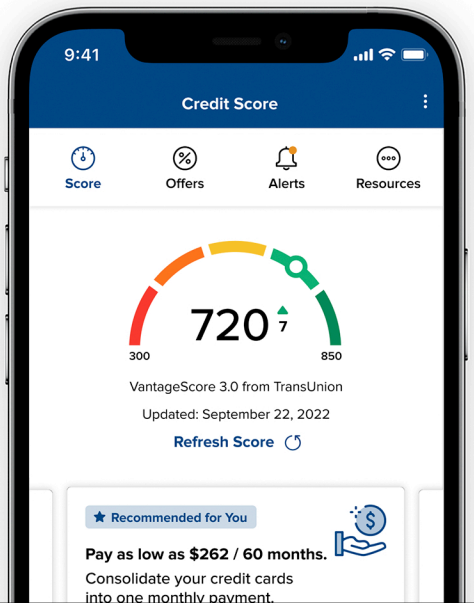 9:41
Credit Score
Score
Offers
Alerts
Resources
720
7
300
850
VantageScore 3.0 from TransUnion
Updated: September 22, 2022
Refresh Score
Recommended for You
$
Pay as low as $262 / 60 months.
Consolidate your credit cards
into one monthly payment.